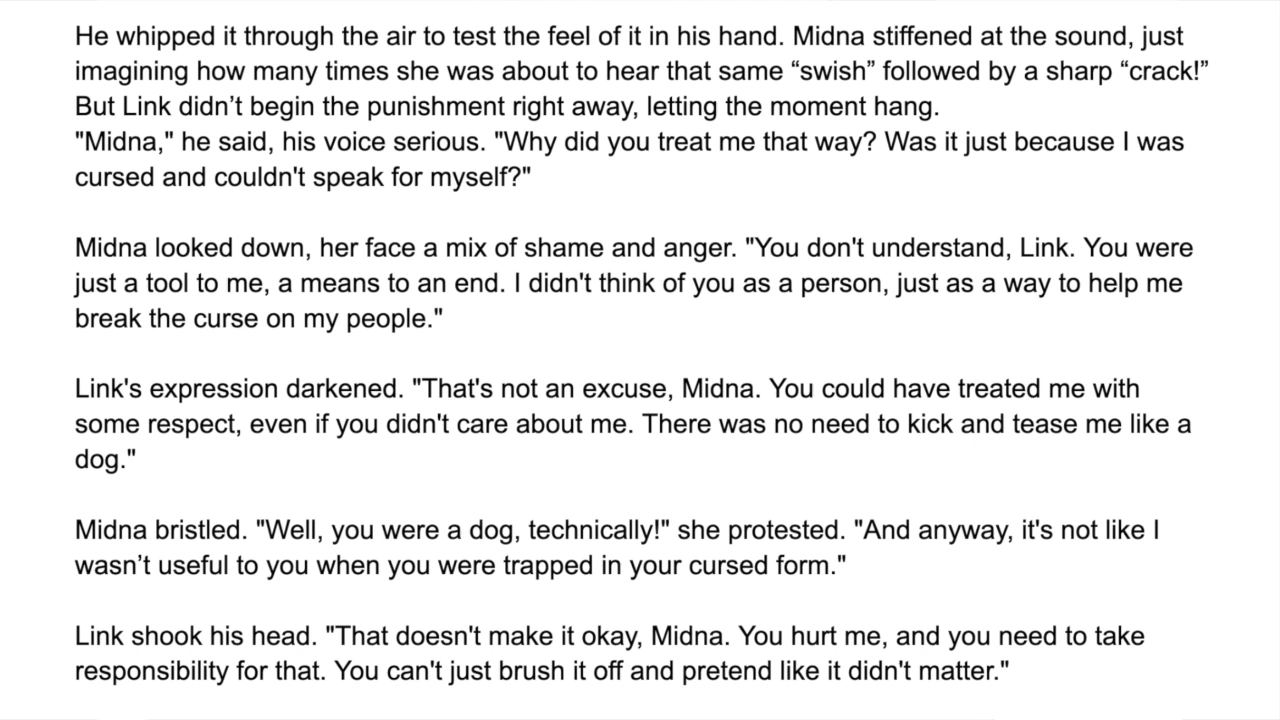 He whipped it through the air to test the feel of it in his hand. Midna stiffened at the sound, just
imagining how many times she was about to hear that same “swish” followed by a sharp “crack!”
But Link didn’t begin the punishment right away, letting the moment hang.
"Midna," he said, his voice serious. "Why did you treat me that way? Was it just because I was
cursed and couldn't speak for myself?"
Midna looked down, her face a mix of shame and anger. "You don't understand, Link. You were
just a tool to me, a means to an end. I didn't think of you as a person, just as a way to help me
break the curse on my people."
Link's expression darkened. "That's not an excuse, Midna. You could have treated me with
some respect, even if you didn't care about me. There was no need to kick and tease me like a
dog."
Midna bristled. "Well, you were a dog, technically!" she protested. "And anyway, it's not like I
wasn’t useful to you when you were trapped in your cursed form."
Link shook his head. "That doesn't make it okay, Midna. You hurt me, and you need to take
responsibility for that. You can't just brush it off and pretend like it didn't matter."